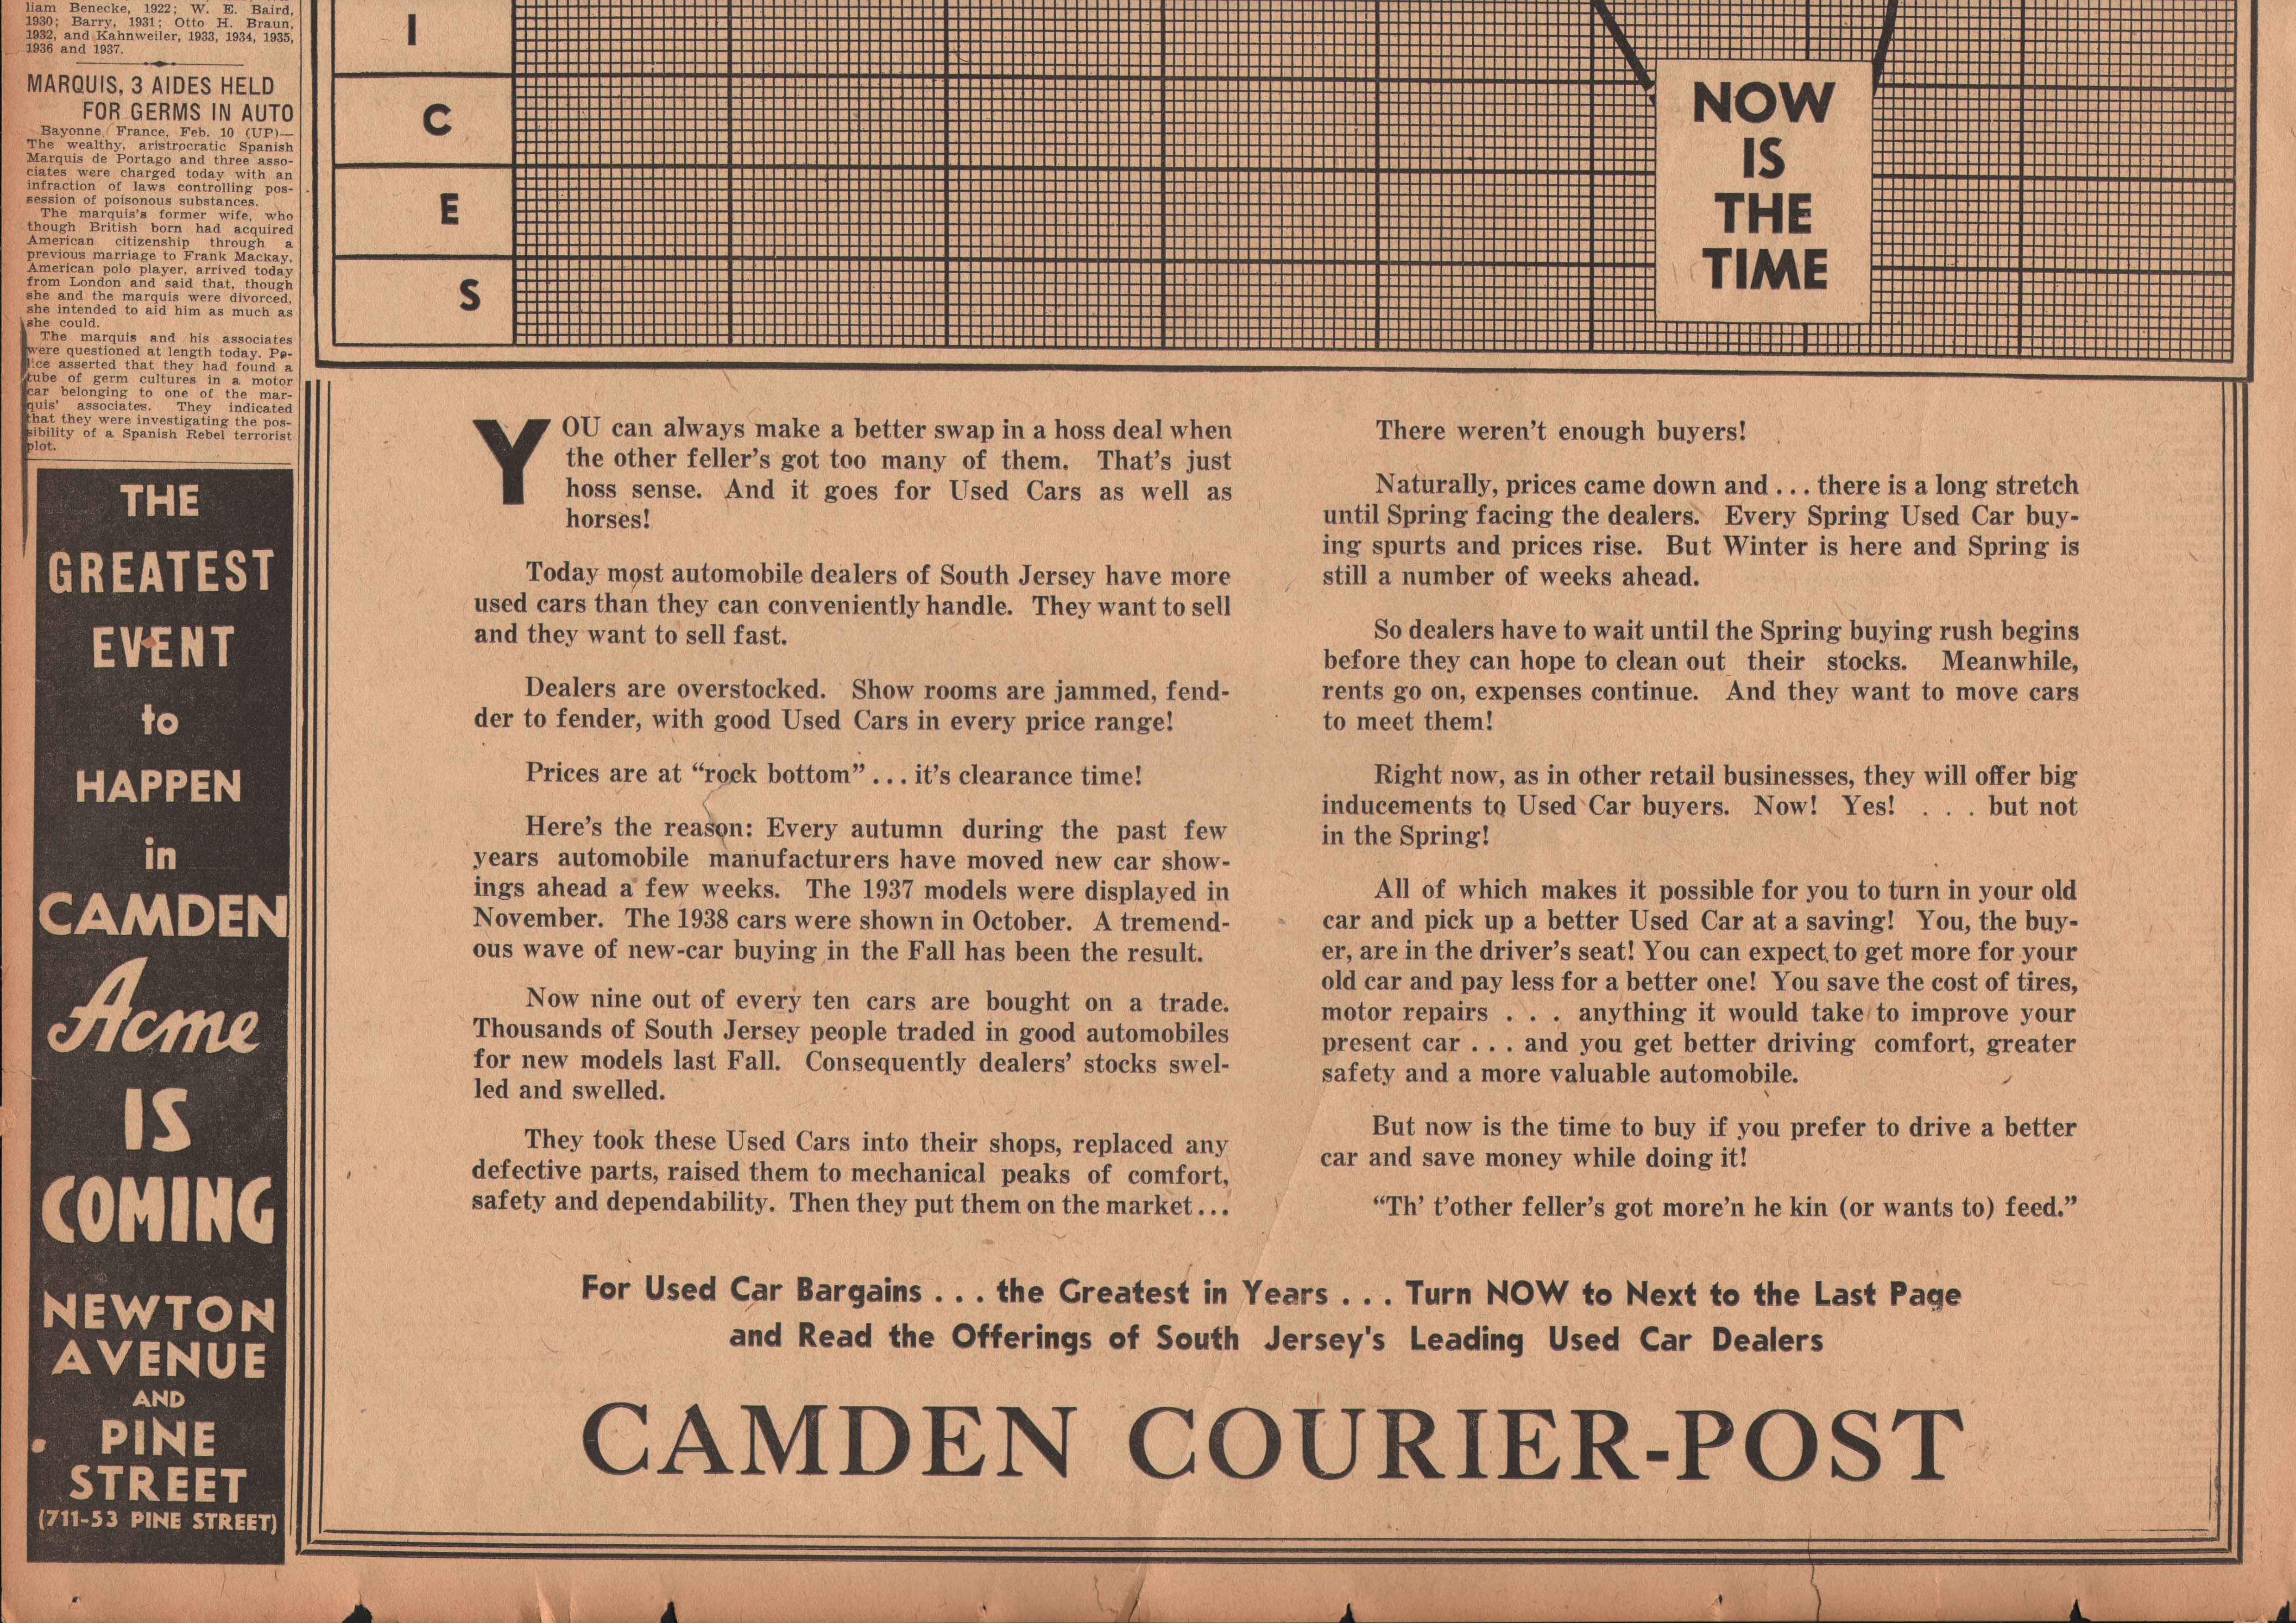 liam Benecke, 1922; W. E. Baird,
1930; Barry, 1931; Otto H. Braun,
1932, and Kahnweiler, 1933, 1934, 1935,
1936 and 1937.
MARQUIS, 3 AIDES HELD
FOR GERMS IN AUTO
Bayonne, France, Feb. 10 (UP)—
The wealthy, aristrocratic Spanish
Marquis de Portago and three asso-
ciates were charged today with an
infraction of laws controlling pos-
session of poisonous substances.
The marquis's former wife, who
though British born had acquired
American citizenship through a
previous marriage to Frank Mackay,
American polo player, arrived today
from London and said that, though
she and the marquis were divorced,
she intended to aid him as much as
she could.
The marquis and his associates
were questioned at length today. Po-
lice asserted that they had found a
tube of germ cultures in a motor
car belonging to one of the mar-
quis' associates. They indicated
that they were investigating the pos-
sibility of a Spanish Rebel terrorist
plot.
THE
GREATEST
EVENT
to
HAPPEN
in
CAMDEN
Acme
IS
COMING
NEWTON
AVENUE
AND
PINE
STREET
(711-53 PINE STREET)
I
C
E
S
NOW
IS
THE
TIME
YOU can always make a better swap in a hoss deal when
the other feller's got too many of them. That's just
hoss sense. And it goes for Used Cars as well as
horses!
Today most automobile dealers of South Jersey have more
used cars than they can conveniently handle. They want to sell
and they want to sell fast.
Dealers are overstocked. Show rooms are jammed, fend-
der to fender, with good Used Cars in every price range!
Prices are at “rock bottom” . . . it's clearance time!
Here's the reason: Every autumn during the past few
years automobile manufacturers have moved new car show-
ings ahead a few weeks. The 1937 models were displayed in
November. The 1938 cars were shown in October. A tremend-
ous wave of new-car buying in the Fall has been the result.
Now nine out of every ten cars are bought on a trade.
Thousands of South Jersey people traded in good automobiles
for new models last Fall. Consequently dealers' stocks swel-
led and swelled.
They took these Used Cars into their shops, replaced any
defective parts, raised them to mechanical peaks of comfort,
safety and dependability. Then they put them on the market . . .
There weren't enough buyers!
Naturally, prices came down and . . . there is a long stretch
until Spring facing the dealers. Every Spring Used Car buy-
ing spurts and prices rise. But Winter is here and Spring is
still a number of weeks ahead.
So dealers have to wait until the Spring buying rush begins
before they can hope to clean out their stocks. Meanwhile,
rents go on, expenses continue. And they want to move cars
to meet them!
Right now, as in other retail businesses, they will offer big
inducements to Used Car buyers. Now! Yes! . . . but not
in the Spring!
All of which makes it possible for you to turn in your old
car and pick up a better Used Car at a saving! You, the buy-
er, are in the driver's seat! You can expect to get more for your
old car and pay less for a better one! You save the cost of tires,
motor repairs . . . anything it would take to improve your
present car . . . and you get better driving comfort, greater
safety and a more valuable automobile.
But now is the time to buy if you prefer to drive a better
car and save money while doing it!
“Th' t'other feller's got more'n he kin (or wants to) feed.”
For Used Car Bargains . . . the Greatest in Years . . . Turn NOW to Next to the Last Page
and Read the Offerings of South Jersey's Leading Used Car Dealers
CAMDEN COURIER-POST